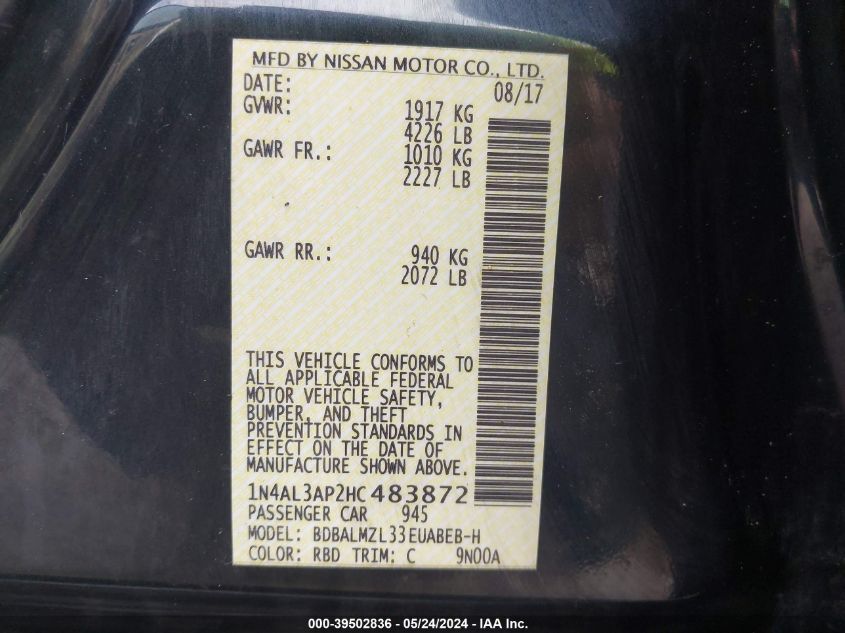 MFD BY NISSAN MOTOR CO., LTD.
DATE: 08/17
GVWR: 1917 KG
4226 LB
GAWR FR.: 1010 KG
2227 LB
GAWR RR.: 940 KG
2072 LB
THIS VEHICLE CONFORMS TO
ALL APPLICABLE FEDERAL
MOTOR VEHICLE SAFETY,
BUMPER, AND THEFT
PREVENTION STANDARDS IN
EFFECT ON THE DATE OF
MANUFACTURE SHOWN ABOVE.
1N4AL3AP2HC483872
PASSENGER CAR 945
MODEL: BDBALMZL33EUABEB-H
COLOR: RBD TRIM: C 9N00A
000-39502836 - 05/24/2024 - IAA Inc.